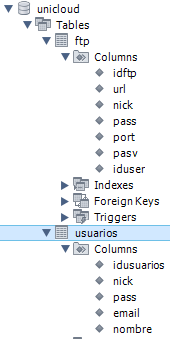 unicloud
Tables
ftp
Columns
idftp
url
nick
pass
port
pasv
iduser
Indexes
Foreign Keys
Triggers
usuarios
Columns
idusuarios
nick
pass
email
nombre